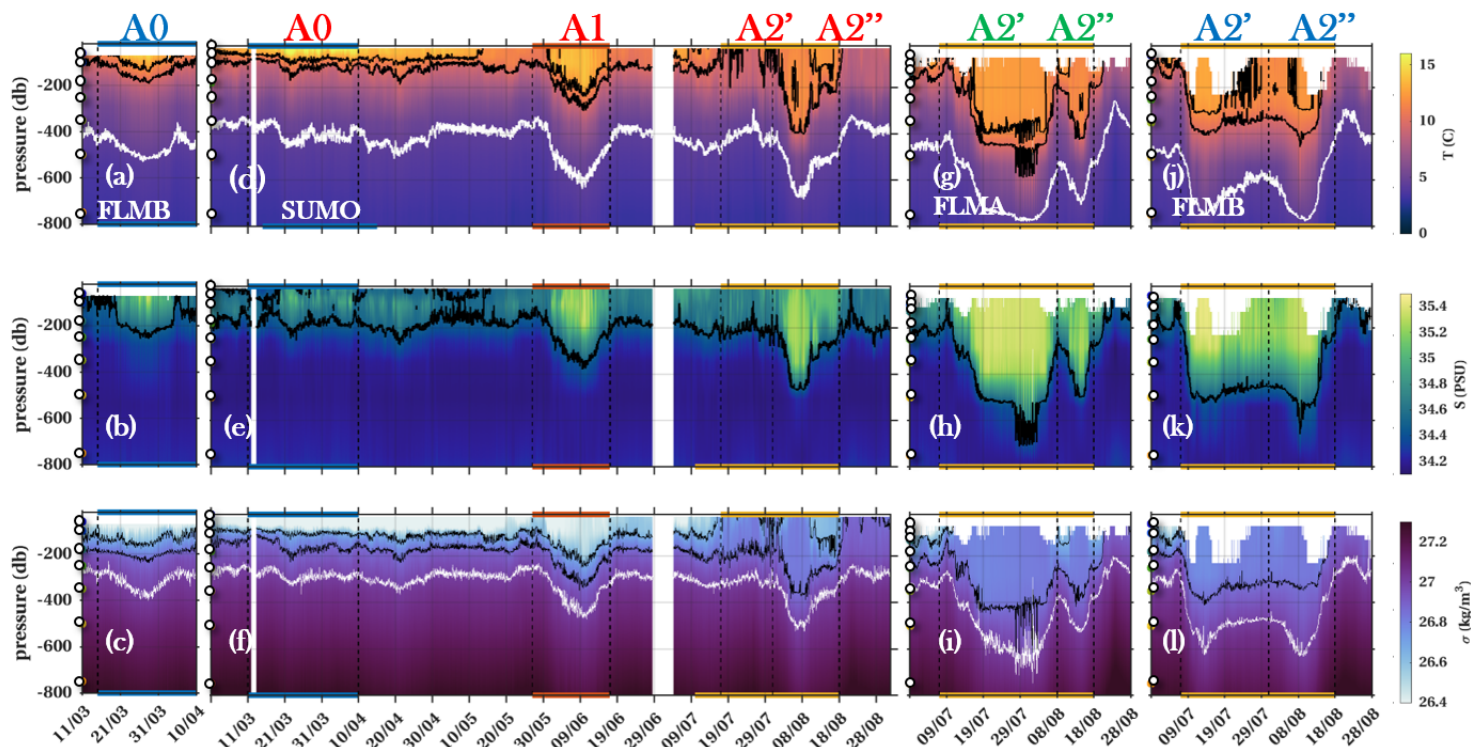 A0 A0 A1 A2’ A2” A2’ A2” A2’ A2”
pressure (db)
-200
-400
-600
-800
(a)
FLMB
(d)
SUMO
(g)
FLMA
(j)
FLMB
T (C)
15
10
5
0
pressure (db)
-200
-400
-600
-800
(b)
(e)
(h)
(k)
S (PSU)
35.4
35.2
35
34.8
34.6
34.4
34.2
pressure (db)
-200
-400
-600
-800
(c)
(f)
(i)
(l)
σ (kg/m³)
27.2
27
26.8
26.6
26.4
11/03 21/03 31/03 10/04 11/03 21/03 31/03 10/04 20/04 30/04 10/05 20/05 30/05 09/06 19/06 29/06 09/07 19/07 29/07 08/08 18/08 28/08 09/07 19/07 29/07 08/08 18/08 28/08 09/07 19/07 29/07 08/08 18/08 28/08